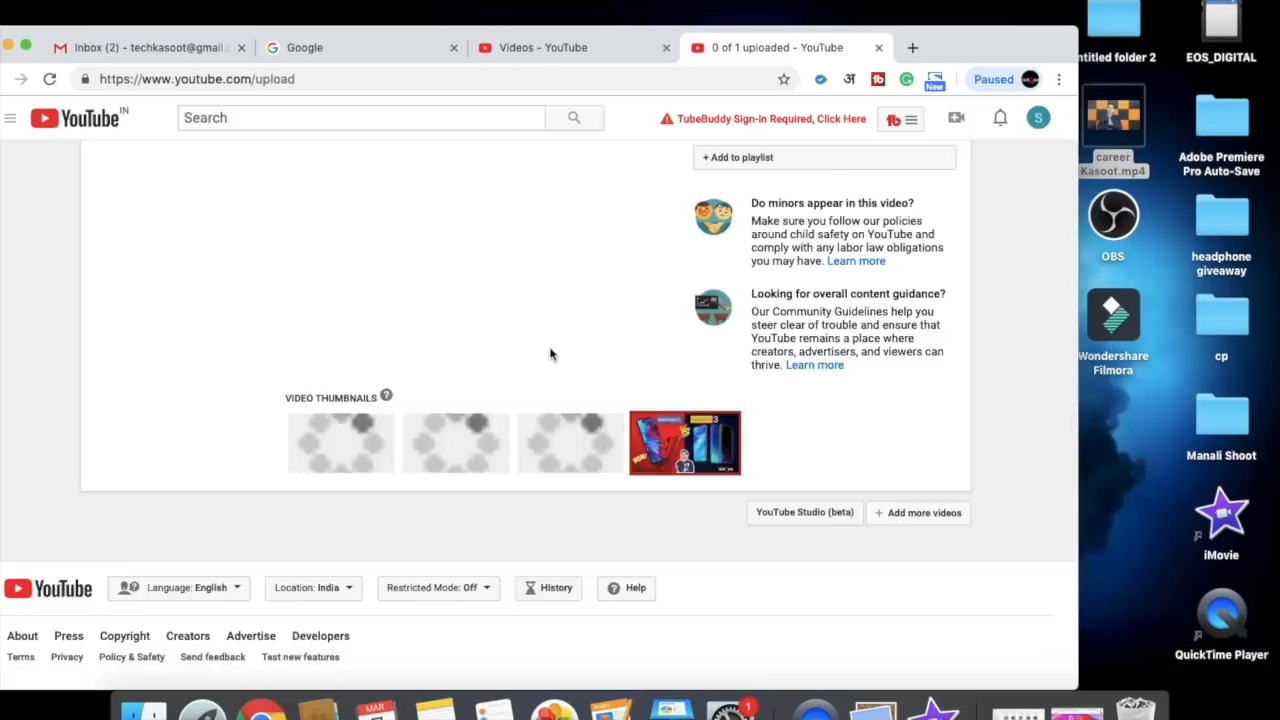 Inbox (2) - techkasoot@gmail.
Google
Videos - YouTube
0 of 1 uploaded - YouTube
https://www.youtube.com/upload
अ
tb
G
New
Paused
YouTube IN
Search
TubeBuddy Sign-in Required, Click Here
tb
S
+ Add to playlist
Do minors appear in this video?
Make sure you follow our policies
around child safety on YouTube and
comply with any labor law obligations
you may have. Learn more
Looking for overall content guidance?
Our Community Guidelines help you
steer clear of trouble and ensure that
YouTube remains a place where
creators, advertisers, and viewers can
thrive. Learn more
VIDEO THUMBNAILS ?
YouTube Studio (beta)
+ Add more videos
YouTube
Language: English
Location: India
Restricted Mode: Off
History
Help
About Press Copyright Creators Advertise Developers
Terms Privacy Policy & Safety Send feedback Test new features
ntitled folder 2
EOS_DIGITAL
career
Kasoot.mp4
Adobe Premiere
Pro Auto-Save
OBS
headphone
giveaway
Wondershare
Filmora
cp
Manali Shoot
iMovie
QuickTime Player
MAR
1